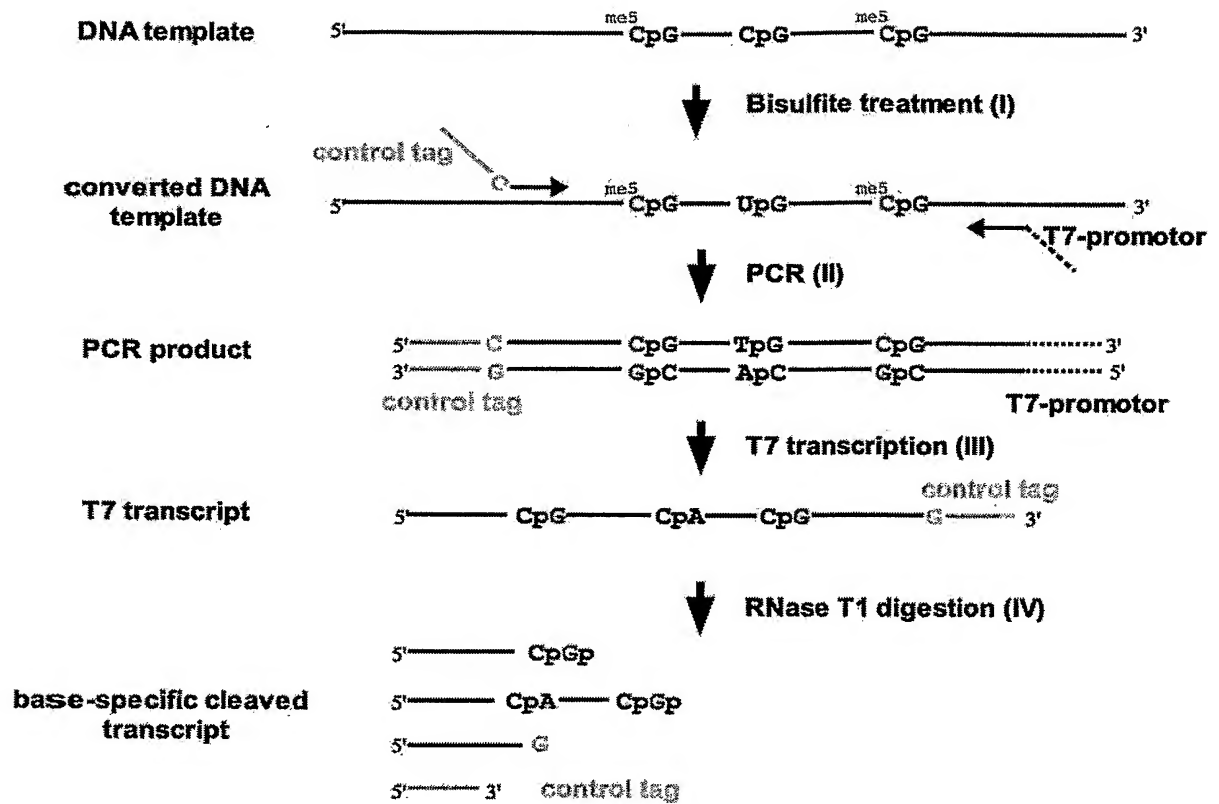 DNA template 5' me5 CpG CpG me5 CpG 3'
Bisulfite treatment (I)
control tag
C
converted DNA template 5' me5 CpG UpG me5 CpG 3'
T7-promotor
PCR (II)
PCR product 5' C CpG TpG CpG 3'
3' G GpC ApC GpC 5'
control tag T7-promotor
T7 transcription (III)
control tag
T7 transcript 5' CpG CpA CpG G 3'
RNase T1 digestion (IV)
5' CpGp
base-specific cleaved transcript 5' CpA CpGp
5' G
5' 3' control tag